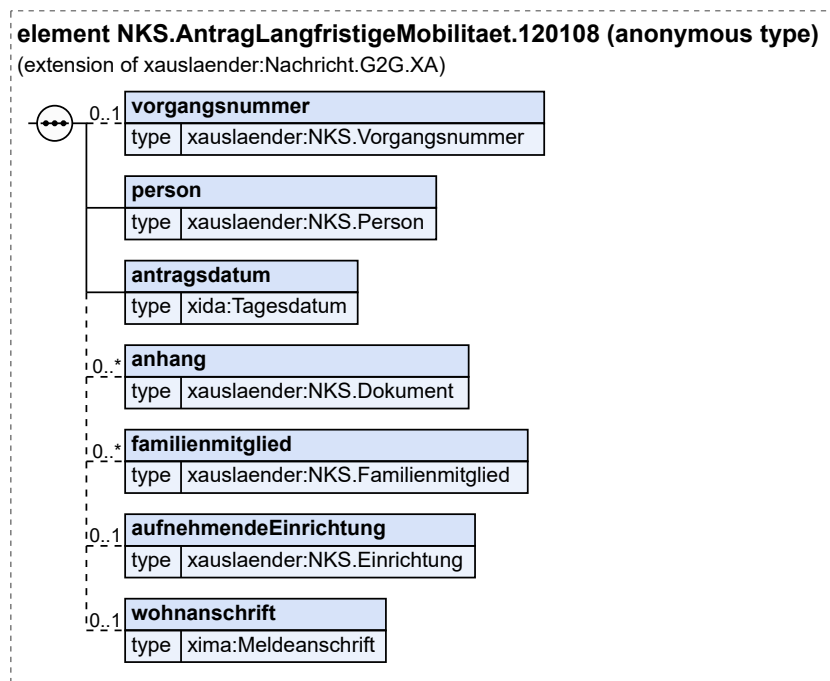 element NKS.AntragLangfristigeMobilitaet.120108 (anonymous type)
(extension of xauslaender:Nachricht.G2G.XA)
0..1 vorgangsnummer
type xauslaender:NKS.Vorgangsnummer
person
type xauslaender:NKS.Person
antragsdatum
type xida:Tagesdatum
0..* anhang
type xauslaender:NKS.Dokument
0..* familienmitglied
type xauslaender:NKS.Familienmitglied
0..1 aufnehmendeEinrichtung
type xauslaender:NKS.Einrichtung
0..1 wohnanschrift
type xima:Meldeanschrift